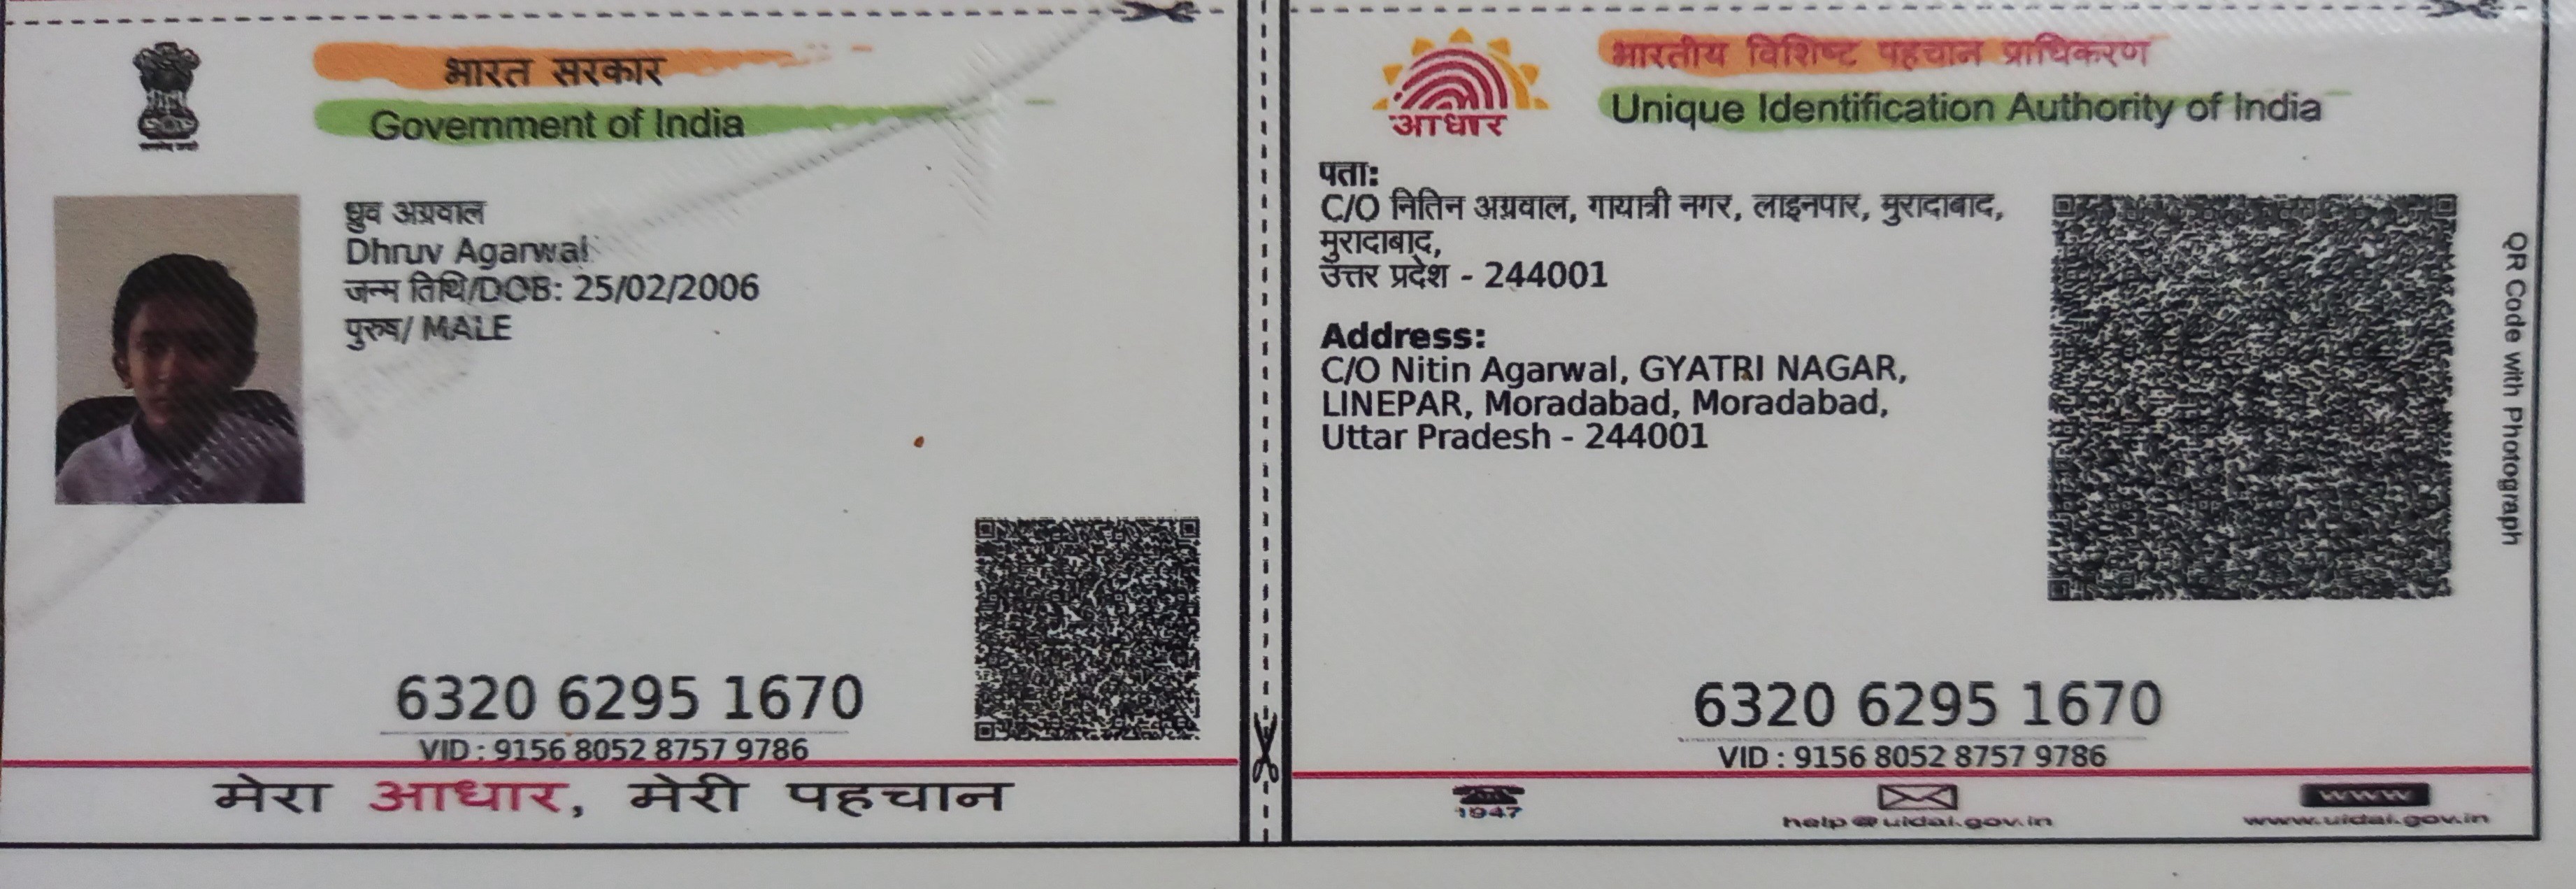 भारत सरकार
Government of India
ध्रुव अग्रवाल
Dhruv Agarwal
जन्म तिथि/DOB: 25/02/2006
पुरुष/ MALE
6320 6295 1670
VID : 9156 8052 8757 9786
मेरा आधार, मेरी पहचान
आधार
भारतीय विशिष्ट पहचान प्राधिकरण
Unique Identification Authority of India
पता:
C/O नितिन अग्रवाल, गायात्री नगर, लाइनपार, मुरादाबाद,
मुरादाबाद,
उत्तर प्रदेश - 244001
Address:
C/O Nitin Agarwal, GYATRI NAGAR,
LINEPAR, Moradabad, Moradabad,
Uttar Pradesh - 244001
QR Code with Photograph
6320 6295 1670
VID : 9156 8052 8757 9786
1947
help@uidai.gov.in
www
www.uidai.gov.in